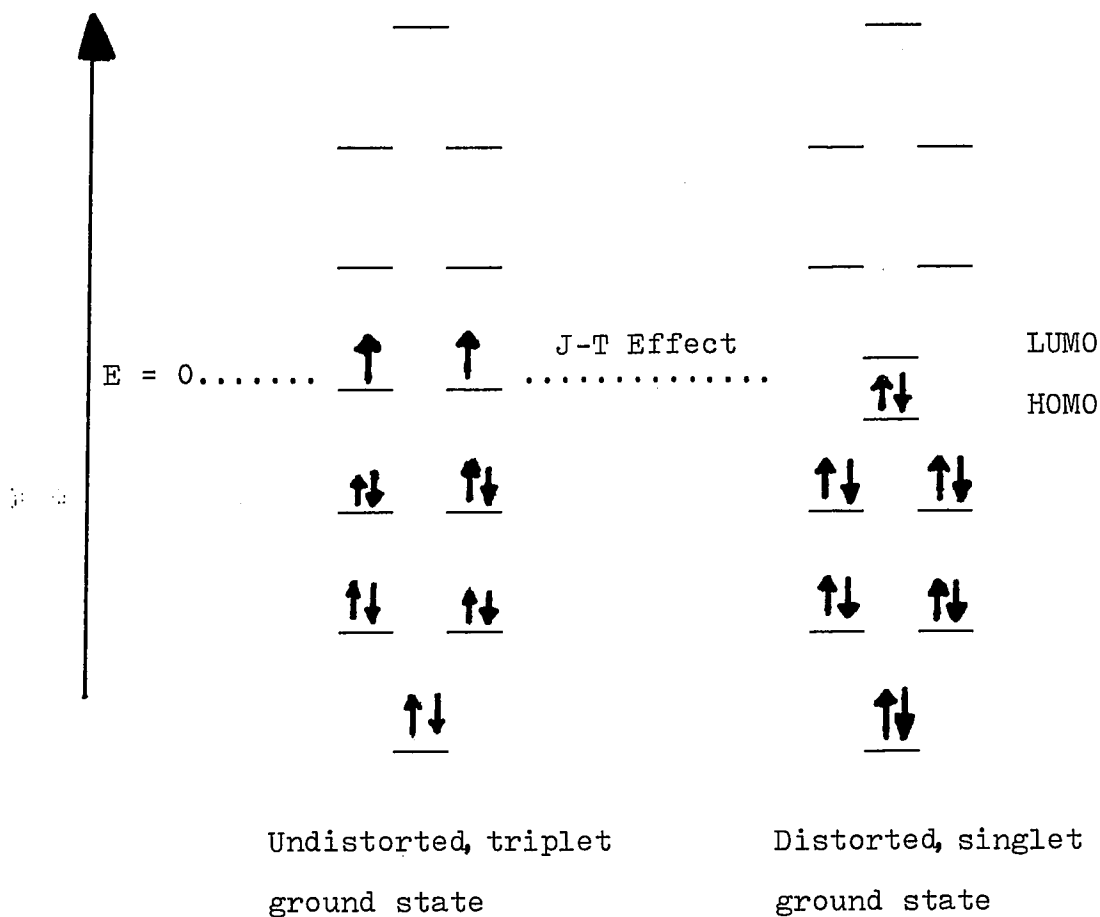 J-T Effect
LUMO
E = 0
HOMO
Undistorted, triplet
ground state
Distorted, singlet
ground state